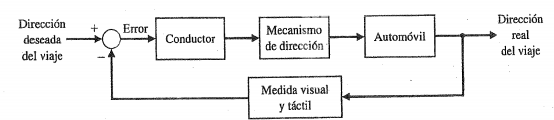 Dirección
deseada
del viaje
+
−
Error
Conductor
Mecanismo
de dirección
Automóvil
Dirección
real
del viaje
Medida visual
y táctil